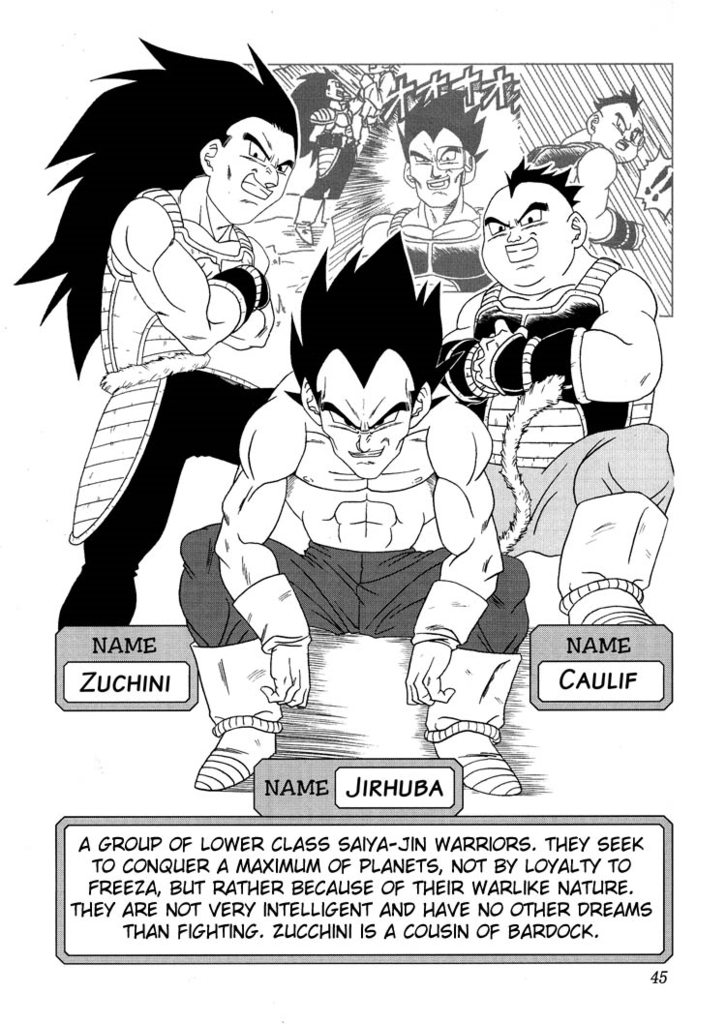 オオオオ
!!
NAME
ZUCHINI
NAME
CAULIF
NAME JIRHUBA
A GROUP OF LOWER CLASS SAIYA-JIN WARRIORS. THEY SEEK
TO CONQUER A MAXIMUM OF PLANETS, NOT BY LOYALTY TO
FREEZA, BUT RATHER BECAUSE OF THEIR WARLIKE NATURE.
THEY ARE NOT VERY INTELLIGENT AND HAVE NO OTHER DREAMS
THAN FIGHTING. ZUCCHINI IS A COUSIN OF BARDOCK.
45